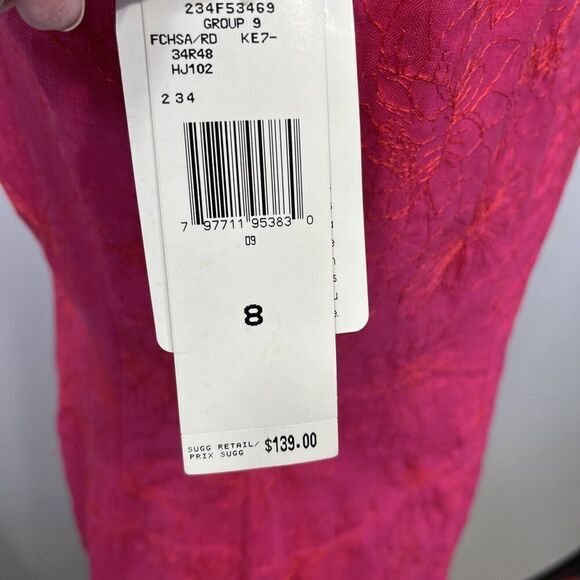 234F53469
GROUP 9
FCHSA/RD KE7-
34R48
HJ102
234
7 97711 95383 0
09
8
SUGG RETAIL/ $139.00
PRIX SUGG